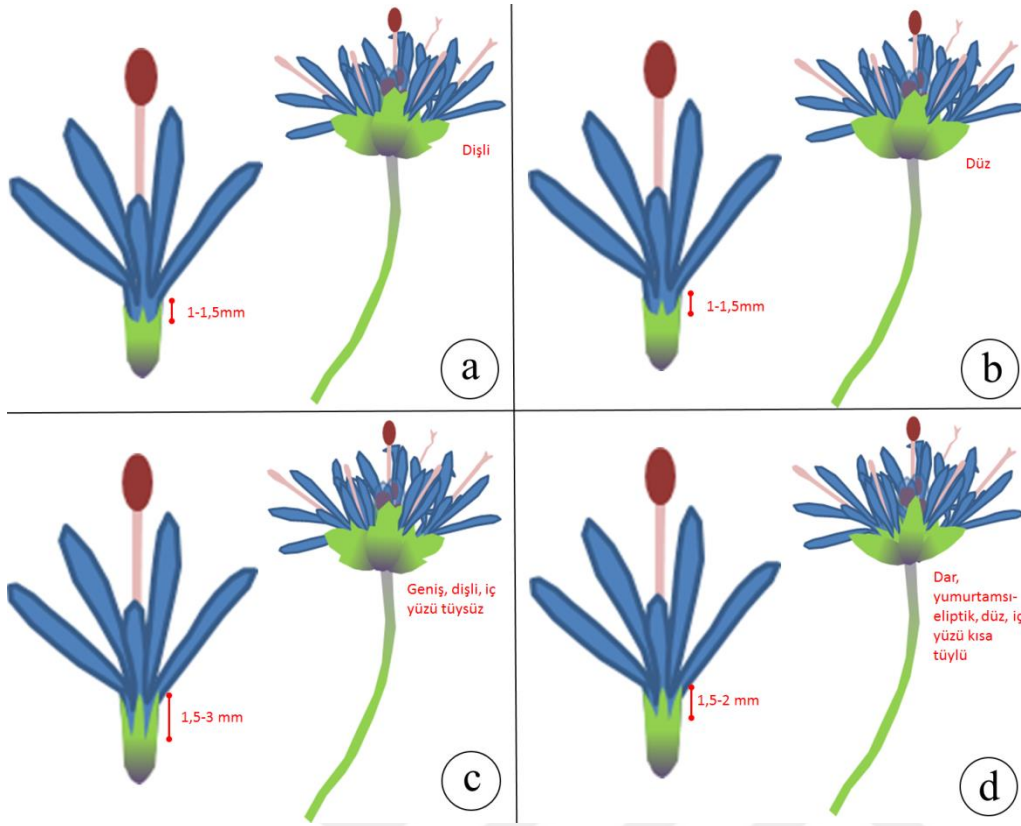 Dişli
1-1,5mm
a
Düz
1-1,5mm
b
Geniş, dişli, iç
yüzü tüysüz
1,5-3 mm
c
Dar,
yumurtamsı-
eliptik, düz, iç
yüzü kısa
tüylü
1,5-2 mm
d